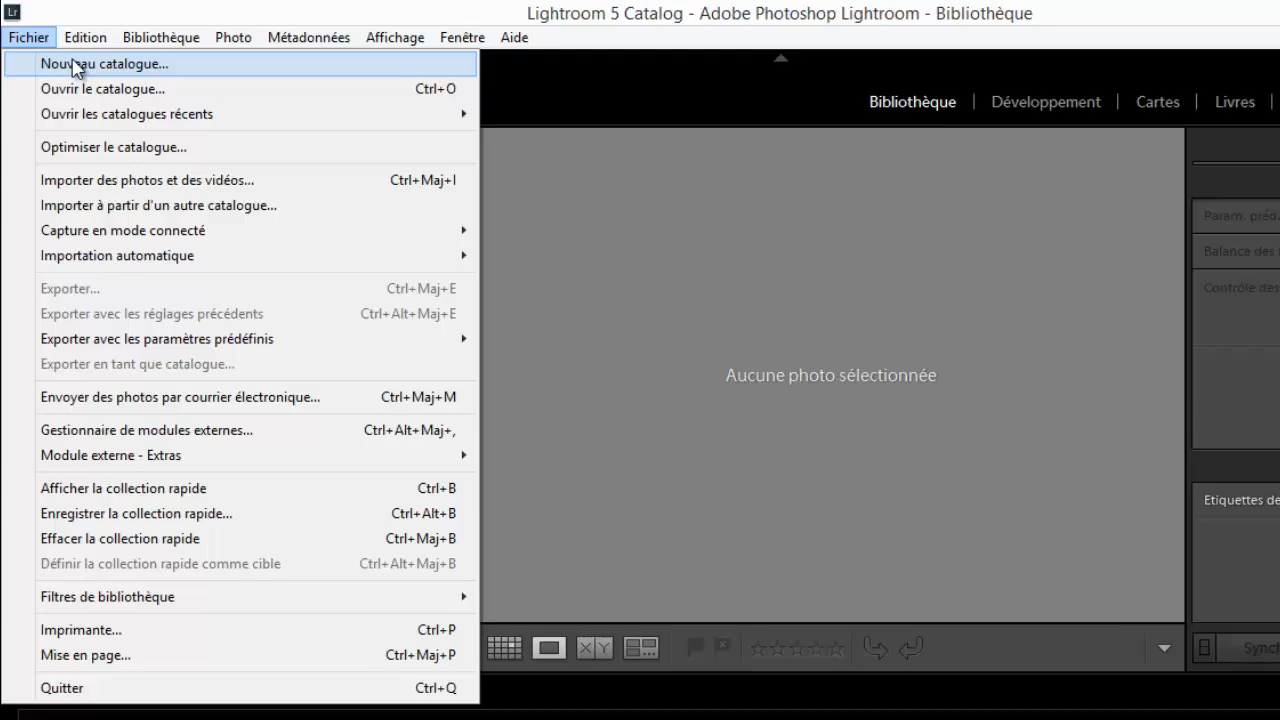 Lr
Lightroom 5 Catalog - Adobe Photoshop Lightroom - Bibliothèque
Fichier Edition Bibliothèque Photo Métadonnées Affichage Fenêtre Aide
Nouveau catalogue...
Ouvrir le catalogue... Ctrl+O
Ouvrir les catalogues récents
Optimiser le catalogue...
Importer des photos et des vidéos... Ctrl+Maj+I
Importer à partir d'un autre catalogue...
Capture en mode connecté
Importation automatique
Exporter... Ctrl+Maj+E
Exporter avec les réglages précédents Ctrl+Alt+Maj+E
Exporter avec les paramètres prédéfinis
Exporter en tant que catalogue...
Envoyer des photos par courrier électronique... Ctrl+Maj+M
Gestionnaire de modules externes... Ctrl+Alt+Maj+,
Module externe - Extras
Afficher la collection rapide Ctrl+B
Enregistrer la collection rapide... Ctrl+Alt+B
Effacer la collection rapide Ctrl+Maj+B
Définir la collection rapide comme cible Ctrl+Alt+Maj+B
Filtres de bibliothèque
Imprimante... Ctrl+P
Mise en page... Ctrl+Maj+P
Quitter Ctrl+Q
Bibliothèque | Développement | Cartes | Livres |
Aucune photo sélectionnée
XY
Param. préd
Balance des
Contrôle des
Etiquettes de
Synch